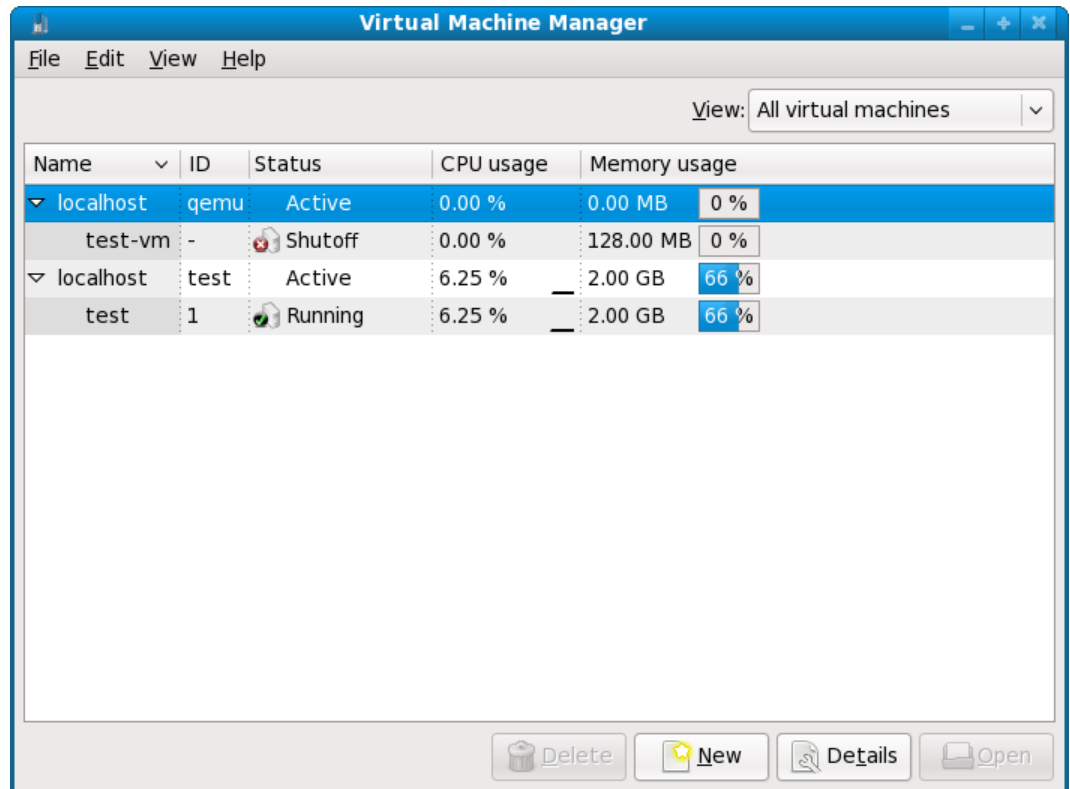 Virtual Machine Manager
File Edit View Help
View: All virtual machines
Name ID Status CPU usage Memory usage
localhost qemu Active 0.00 % 0.00 MB 0 %
test-vm - Shutoff 0.00 % 128.00 MB 0 %
localhost test Active 6.25 % 2.00 GB 66 %
test 1 Running 6.25 % 2.00 GB 66 %
Delete New Details Open